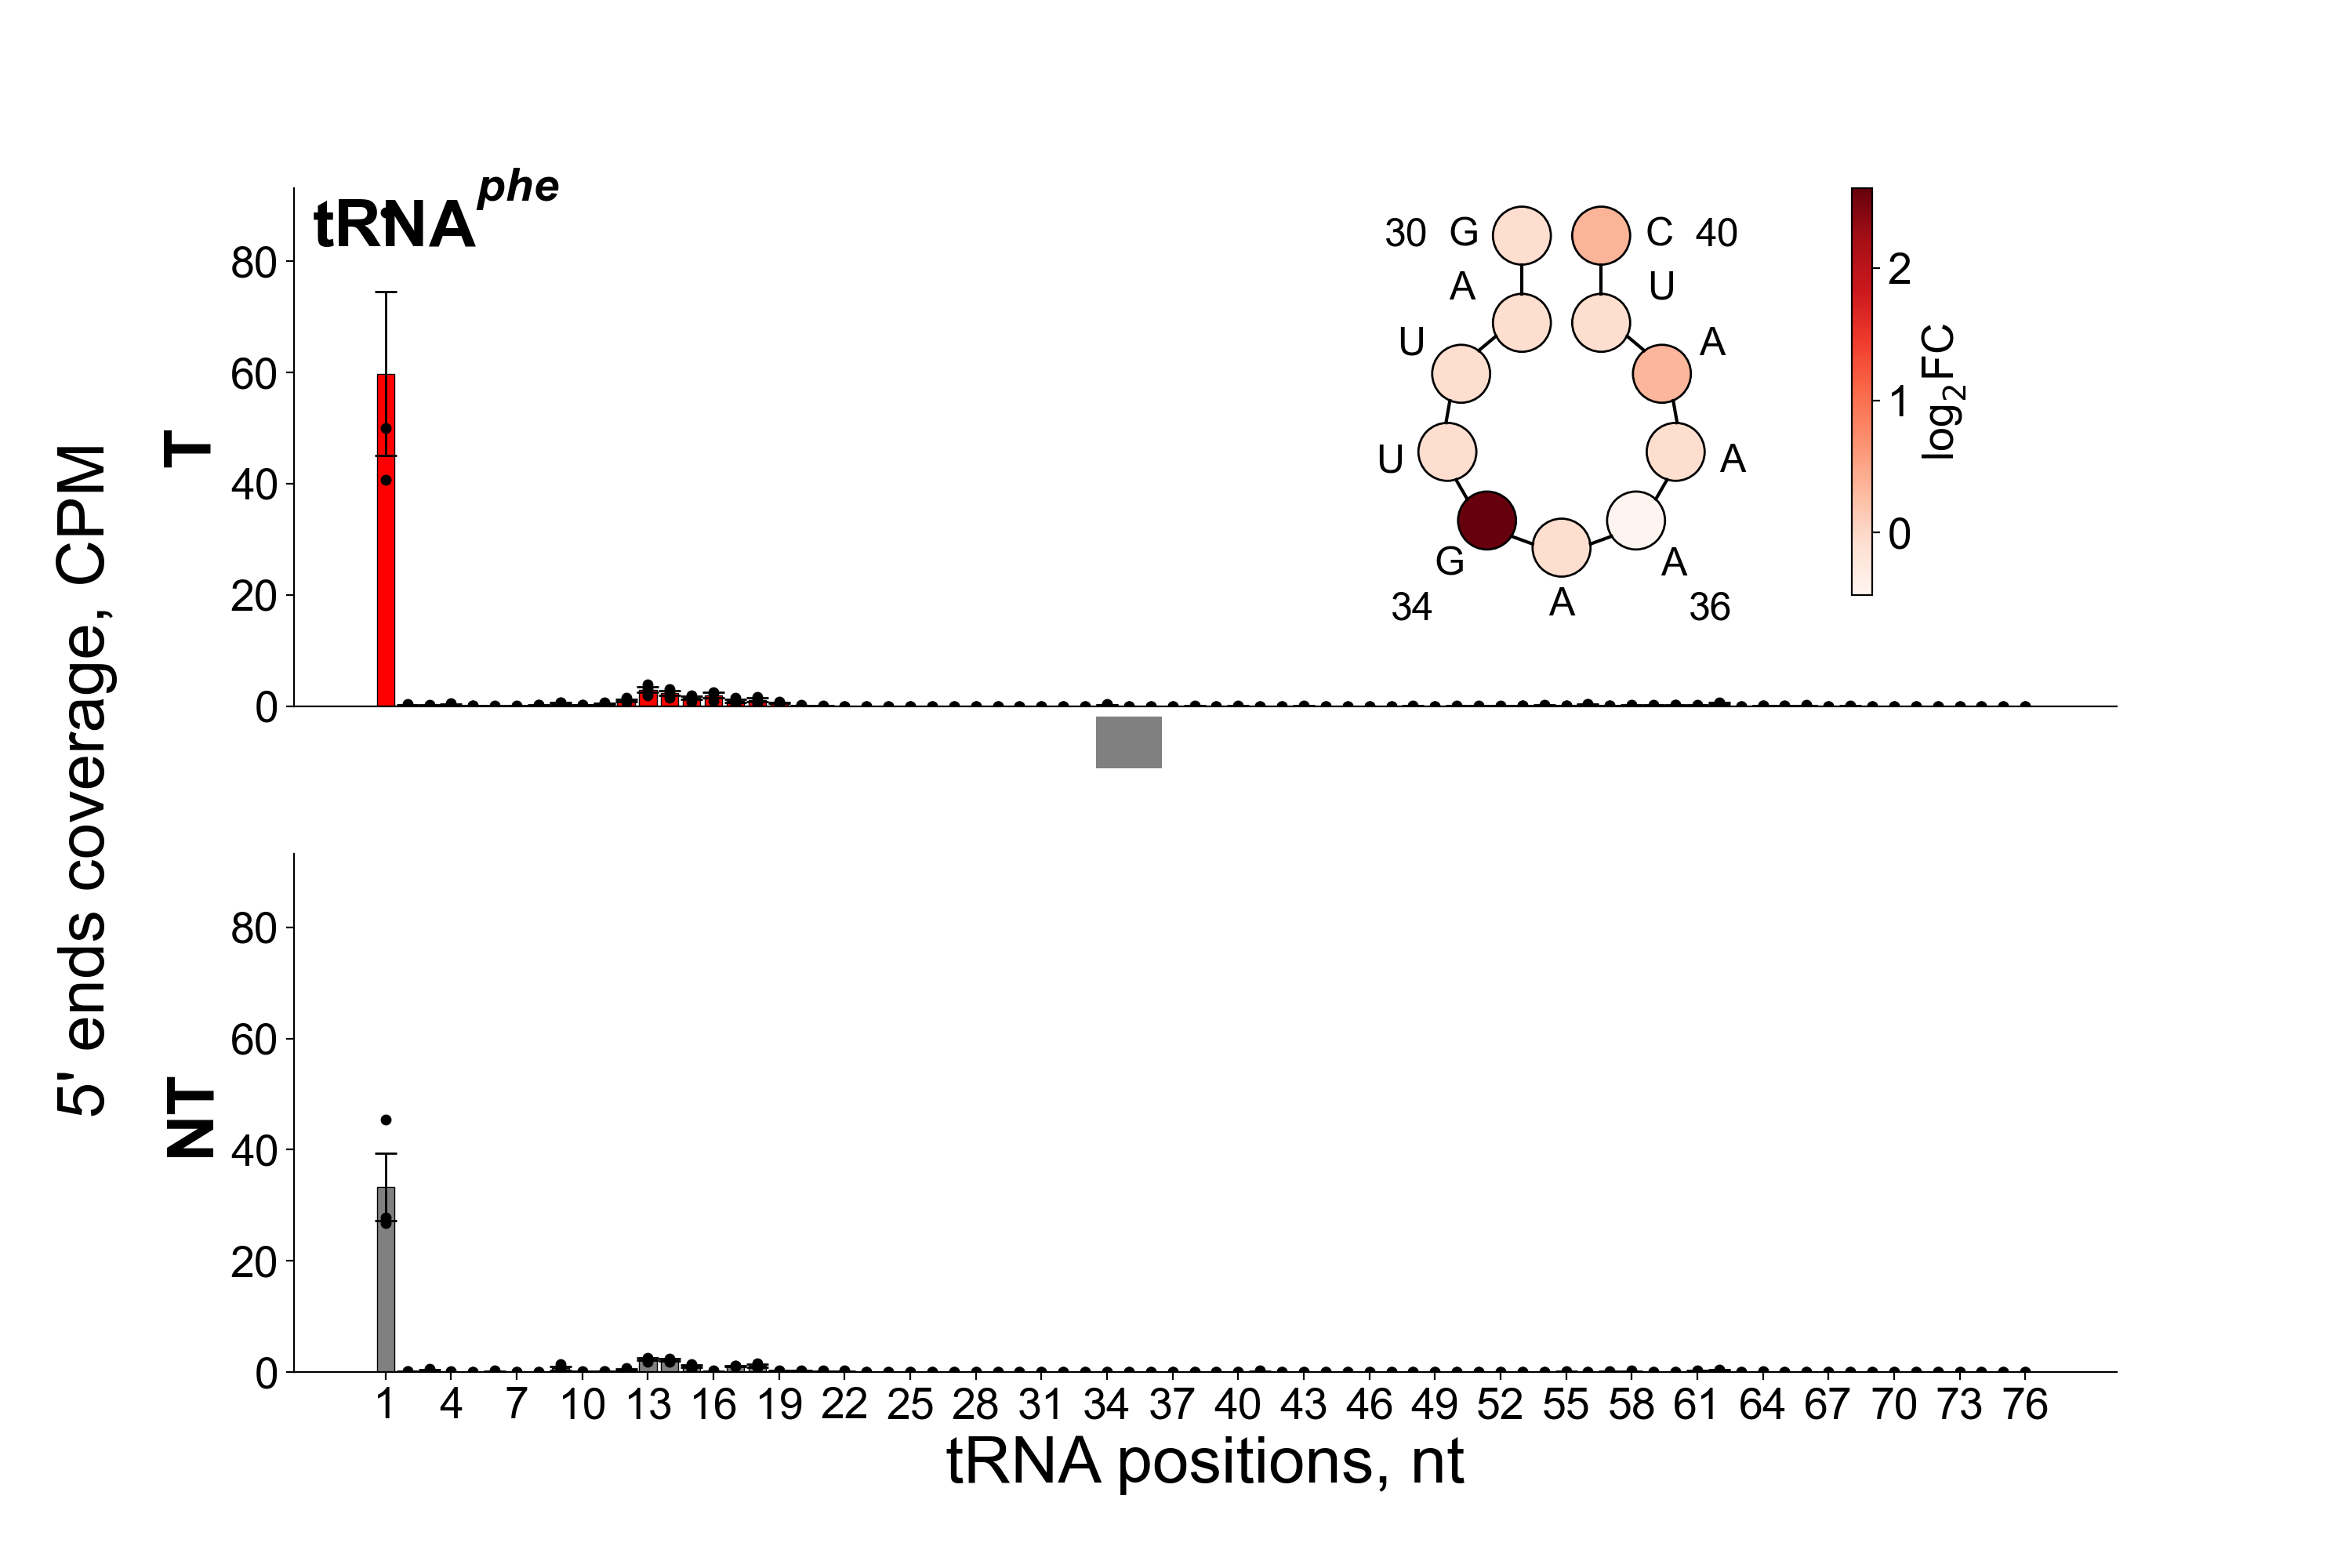 tRNAphe
5' ends coverage, CPM
T
80
60
40
20
0
30 G C 40
A U
U A
U A
G A
34 A 36
2
1
0
log2FC
NT
80
60
40
20
0
1 4 7 10 13 16 19 22 25 28 31 34 37 40 43 46 49 52 55 58 61 64 67 70 73 76
tRNA positions, nt